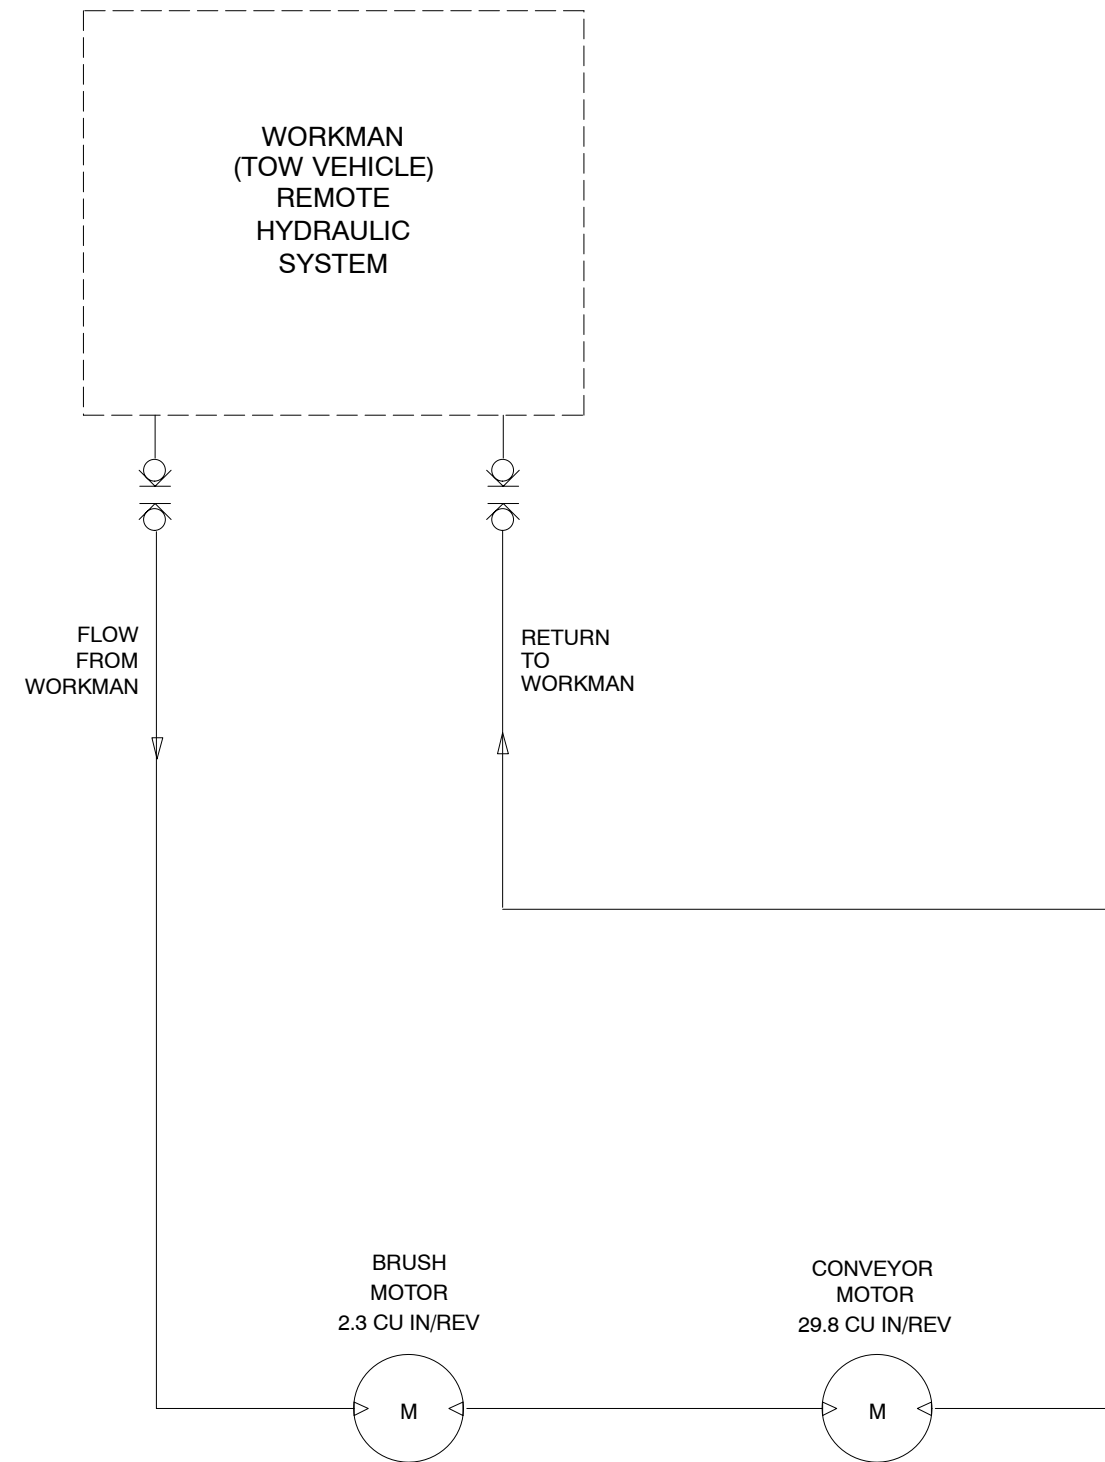 WORKMAN
(TOW VEHICLE)
REMOTE
HYDRAULIC
SYSTEM
FLOW
FROM
WORKMAN
RETURN
TO
WORKMAN
BRUSH
MOTOR
2.3 CU IN/REV
CONVEYOR
MOTOR
29.8 CU IN/REV
M
M